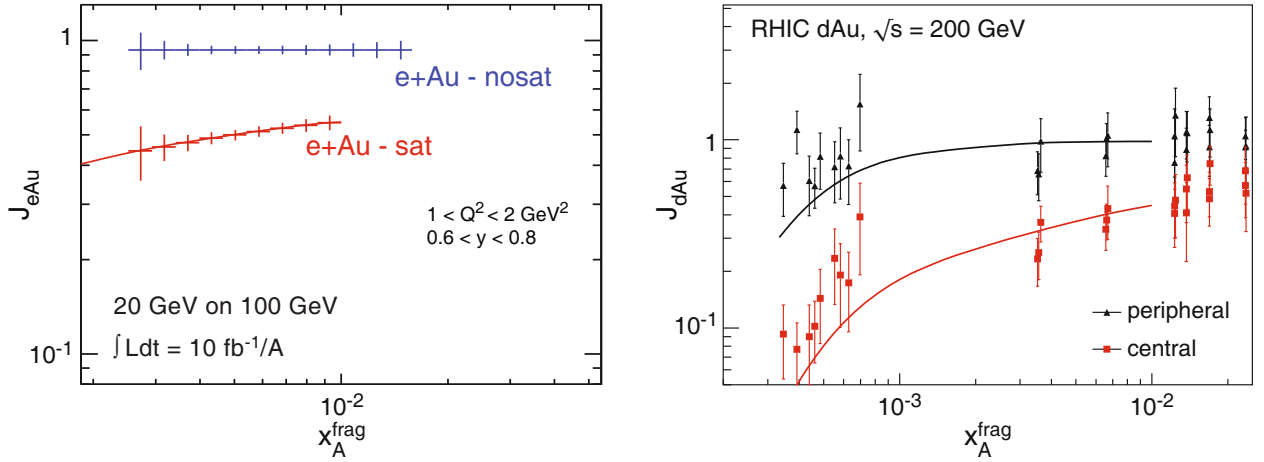 1
10⁻¹
J_eAu
e+Au - nosat
e+Au - sat
1 < Q² < 2 GeV²
0.6 < y < 0.8
20 GeV on 100 GeV
∫ Ldt = 10 fb⁻¹/A
10⁻²
x_A^frag
RHIC dAu, √s = 200 GeV
1
10⁻¹
J_dAu
peripheral
central
10⁻³
10⁻²
x_A^frag